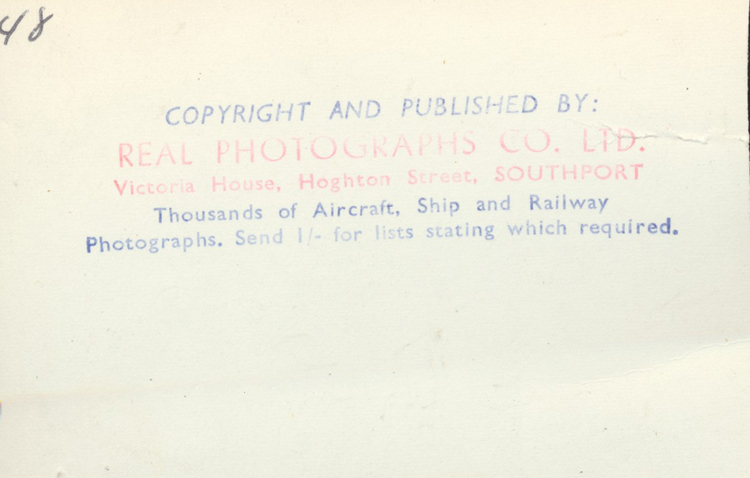 48
COPYRIGHT AND PUBLISHED BY:
REAL PHOTOGRAPHS CO. LTD.
Victoria House, Hoghton Street, SOUTHPORT
Thousands of Aircraft, Ship and Railway
Photographs. Send 1/- for lists stating which required.